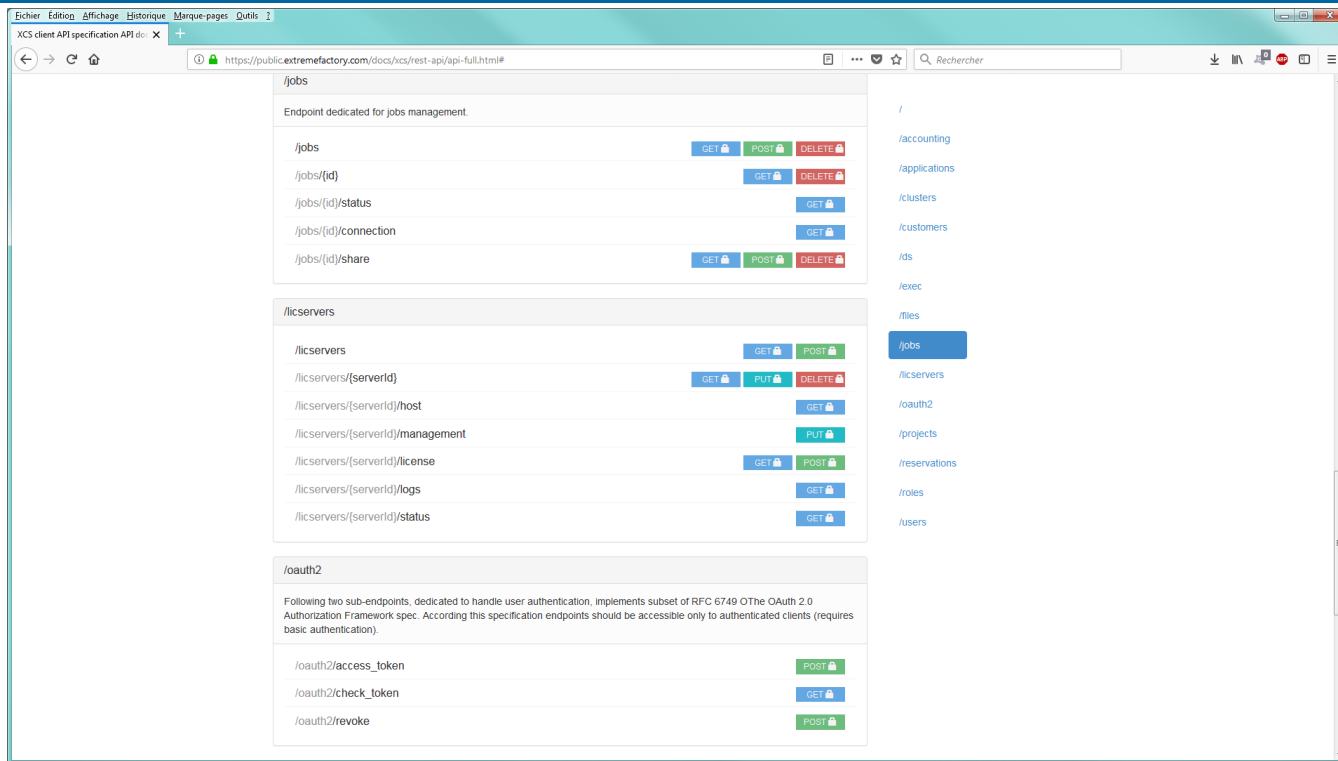 Fichier Édition Affichage Historique Marque-pages Outils ?
XCS client API specification API do
https://public.extremefactory.com/docs/xcs/rest-api/api-full.html#
Rechercher
0
ABP
/jobs
Endpoint dedicated for jobs management.
/jobs GET POST DELETE
/jobs/{id} GET DELETE
/jobs/{id}/status GET
/jobs/{id}/connection GET
/jobs/{id}/share GET POST DELETE
/licservers
/licservers GET POST
/licservers/{serverId} GET PUT DELETE
/licservers/{serverId}/host GET
/licservers/{serverId}/management PUT
/licservers/{serverId}/license GET POST
/licservers/{serverId}/logs GET
/licservers/{serverId}/status GET
/oauth2
Following two sub-endpoints, dedicated to handle user authentication, implements subset of RFC 6749 OThe OAuth 2.0
Authorization Framework spec. According this specification endpoints should be accessible only to authenticated clients (requires
basic authentication).
/oauth2/access_token POST
/oauth2/check_token GET
/oauth2/revoke POST
/
/accounting
/applications
/clusters
/customers
/ds
/exec
/files
/jobs
/licservers
/oauth2
/projects
/reservations
/roles
/users